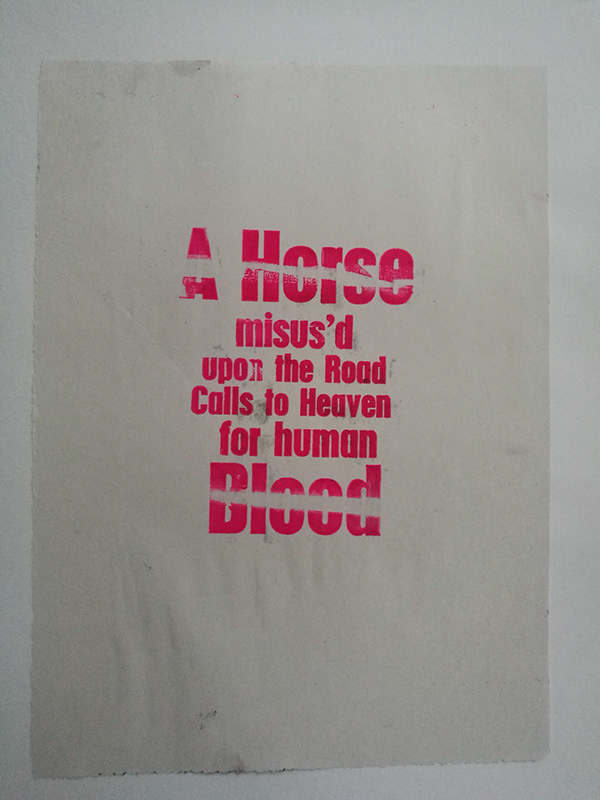 A Horse
misus'd
upon the Road
Calls to Heaven
for human
Blood